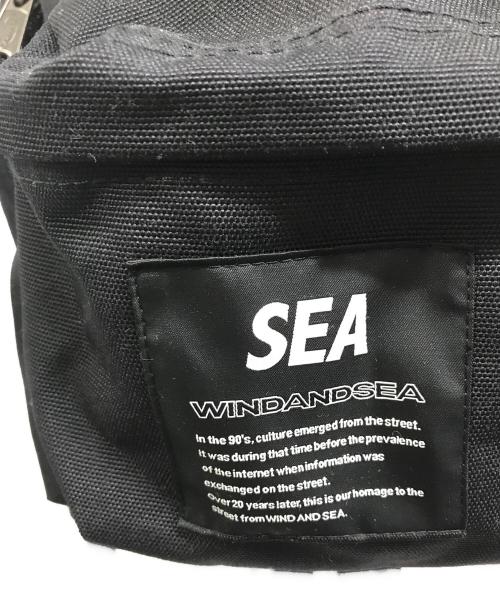 SEA
WINDANDSEA
In the 90's, culture emerged from the street.
It was during that time before the prevalence
of the internet when information was
exchanged on the street.
Over 20 years later, this is our homage to the
street from WIND AND SEA.